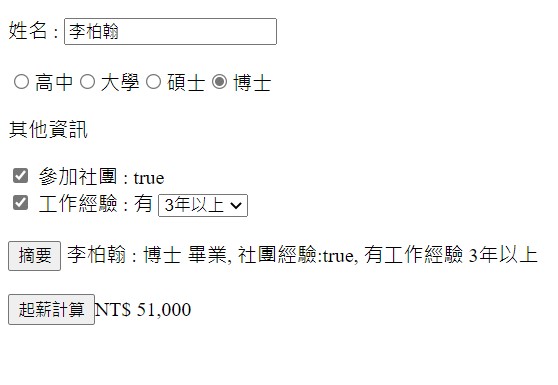 姓名 : 李柏翰
高中 大學 碩士 博士
其他資訊
參加社團 : true
工作經驗 : 有 3年以上
摘要 李柏翰 : 博士 畢業, 社團經驗:true, 有工作經驗 3年以上
起薪計算 NT$ 51,000